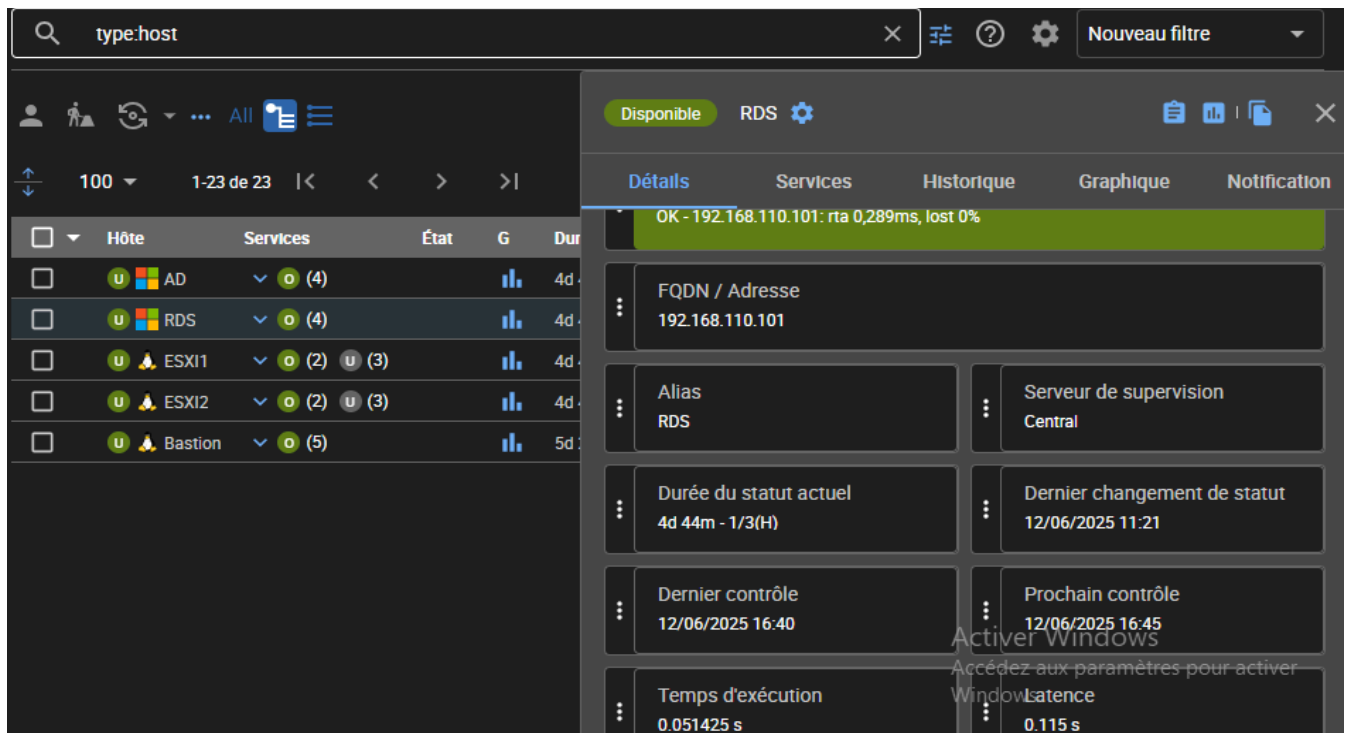 type:host
Nouveau filtre
All
100
1-23 de 23
Hôte Services État G Dur
U AD O (4) 4d
U RDS O (4) 4d
U ESXI1 O (2) U (3) 4d
U ESXI2 O (2) U (3) 4d
U Bastion O (5) 5d
Disponible RDS
Détails Services Historique Graphique Notification
OK - 192.168.110.101: rta 0,289ms, lost 0%
FQDN / Adresse
192.168.110.101
Alias
RDS
Serveur de supervision
Central
Durée du statut actuel
4d 44m - 1/3(H)
Dernier changement de statut
12/06/2025 11:21
Dernier contrôle
12/06/2025 16:40
Prochain contrôle
12/06/2025 16:45
Activer Windows
Accédez aux paramètres pour activer
Windows.
Temps d'exécution
0.051425 s
Latence
0.115 s